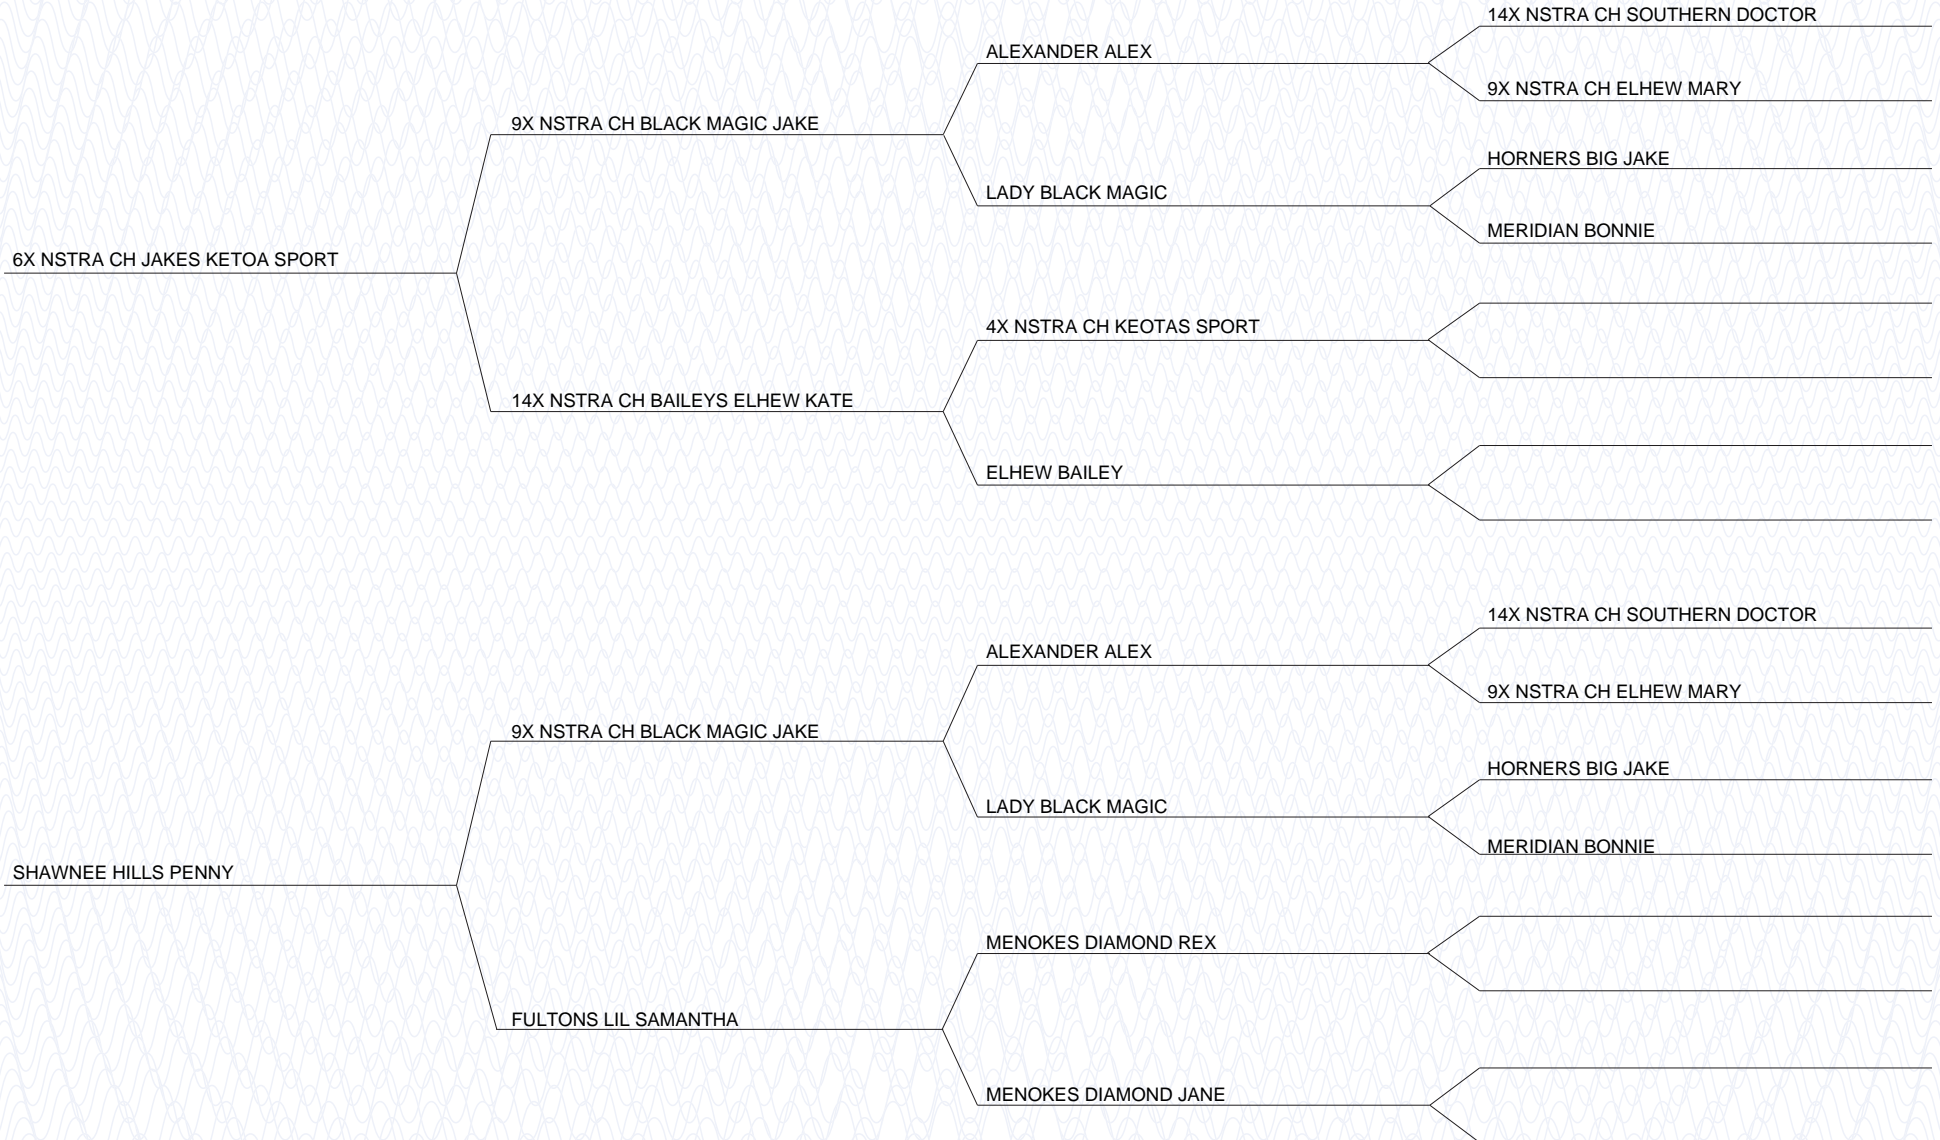 14X NSTRA CH SOUTHERN DOCTOR
ALEXANDER ALEX
9X NSTRA CH ELHEW MARY
9X NSTRA CH BLACK MAGIC JAKE
HORNERS BIG JAKE
LADY BLACK MAGIC
MERIDIAN BONNIE
6X NSTRA CH JAKES KETOA SPORT
4X NSTRA CH KEOTAS SPORT
14X NSTRA CH BAILEYS ELHEW KATE
ELHEW BAILEY
14X NSTRA CH SOUTHERN DOCTOR
ALEXANDER ALEX
9X NSTRA CH ELHEW MARY
9X NSTRA CH BLACK MAGIC JAKE
HORNERS BIG JAKE
LADY BLACK MAGIC
MERIDIAN BONNIE
SHAWNEE HILLS PENNY
MENOKES DIAMOND REX
FULTONS LIL SAMANTHA
MENOKES DIAMOND JANE